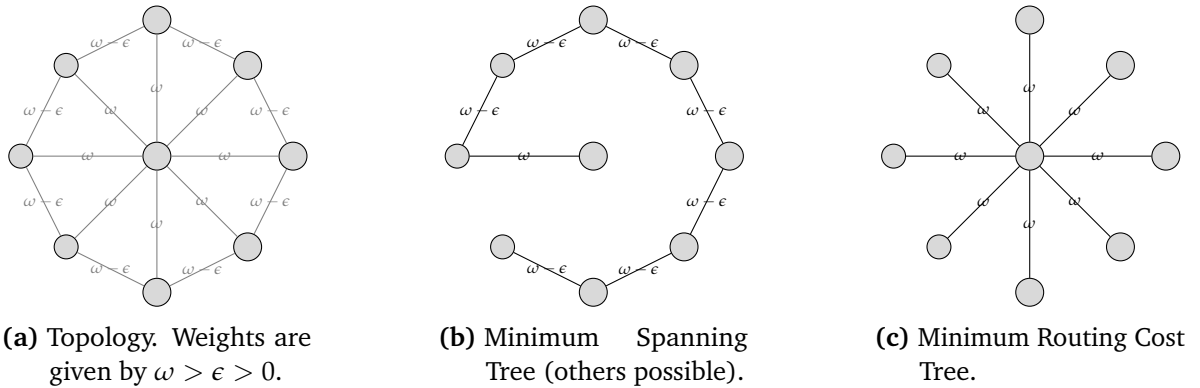 ω − ϵ ω − ϵ
ω
ω − ϵ ω ω ω − ϵ
ω ω
ω − ϵ ω ω ω − ϵ
ω
ω − ϵ ω − ϵ
(a) Topology. Weights are
given by ω > ϵ > 0.
ω − ϵ ω − ϵ
ω − ϵ ω − ϵ
ω
ω − ϵ
ω − ϵ ω − ϵ
(b) Minimum Spanning
Tree (others possible).
ω
ω ω
ω ω
ω ω
ω
(c) Minimum Routing Cost
Tree.